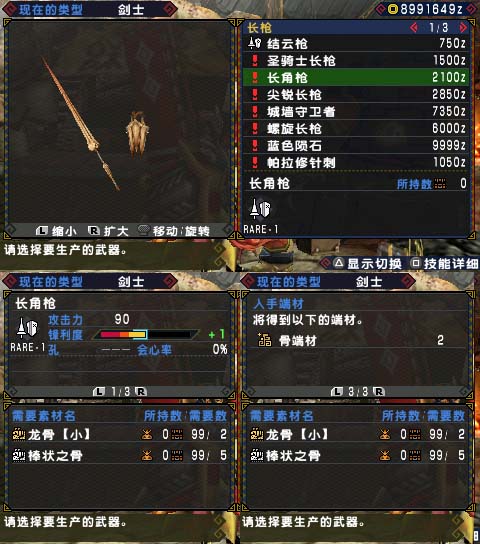 现在的类型 剑士
8991649z
长枪 1/3
结云枪 750z
圣骑士长枪 1500z
长角枪 2100z
尖锐长枪 2850z
城墙守卫者 7350z
螺旋长枪 6000z
蓝色陨石 9999z
帕拉修针刺 1050z
长角枪 所持数 0
RARE-1
L 缩小 R 扩大 移动/旋转
请选择要生产的武器。
△显示切换 □技能详细
现在的类型 剑士
长角枪
攻击力 90
锋利度 +1
RARE-1
孔 --- 会心率 0%
L 1/3 R
需要素材名 所持数/需要数
龙骨【小】 0 99/ 2
棒状之骨 0 99/ 5
请选择要生产的武器。
现在的类型 剑士
入手端材
将得到以下的端材。
骨端材 2
L 3/3 R
需要素材名 所持数/需要数
龙骨【小】 0 99/ 2
棒状之骨 0 99/ 5
请选择要生产的武器。